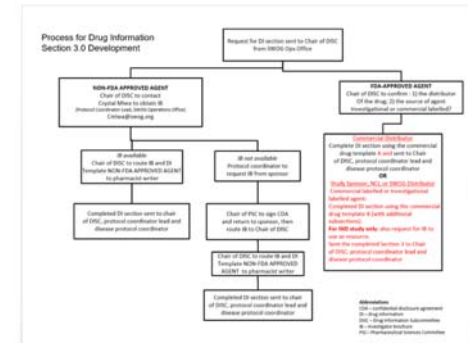 Process for Drug Information
Section 3.0 Development
Request for DI section sent to Chair of DISC
from SWOG Ops Office
NON-FDA APPROVED AGENT
Chair of DISC to contact
Crystal Miwa to obtain IB
(Protocol Coordinator Lead, SWOG Operations Office)
Cmiwa@swog.org
FDA-APPROVED AGENT
Chair of DISC to confirm - 1) the distributor
Of the drug; 2) the source of agent
Investigational or commercial labelled?
IB available
Chair of DISC to route IB and DI
Template NON-FDA APPROVED AGENT
to pharmacist writer
IB not available
Protocol coordinator to
request IB from sponsor
Commercial Distributor
Complete DI section using the commercial
drug template A and sent to Chair
of DISC, protocol coordinator lead and
disease protocol coordinator
OR
Study Sponsor, NCI, or SWOG Distributor
Commercial labelled or Investigational
labelled agent:
Completed DI section using the commercial
drug template B (with additional
subsections)
For IND study only: also request for IB to
use as resource.
Sent the completed Section 3 to Chair
of DISC, protocol coordinator lead and
disease protocol coordinator
Completed DI section sent to chair
of DISC, protocol coordinator lead and
disease protocol coordinator
Chair of PSC to sign CDA
and return to sponsor, then
route IB to Chair of DISC
Chair of DISC to route IB and DI
Template NON-FDA APPROVED
AGENT to pharmacist writer
Completed DI section sent to chair
of DISC, protocol coordinator lead and
disease protocol coordinator
Abbreviations
CDA – confidential disclosure agreement
DI – drug information
DISC – Drug Information Subcommittee
IB – investigator brochure
PSC – Pharmaceutical Sciences Committee